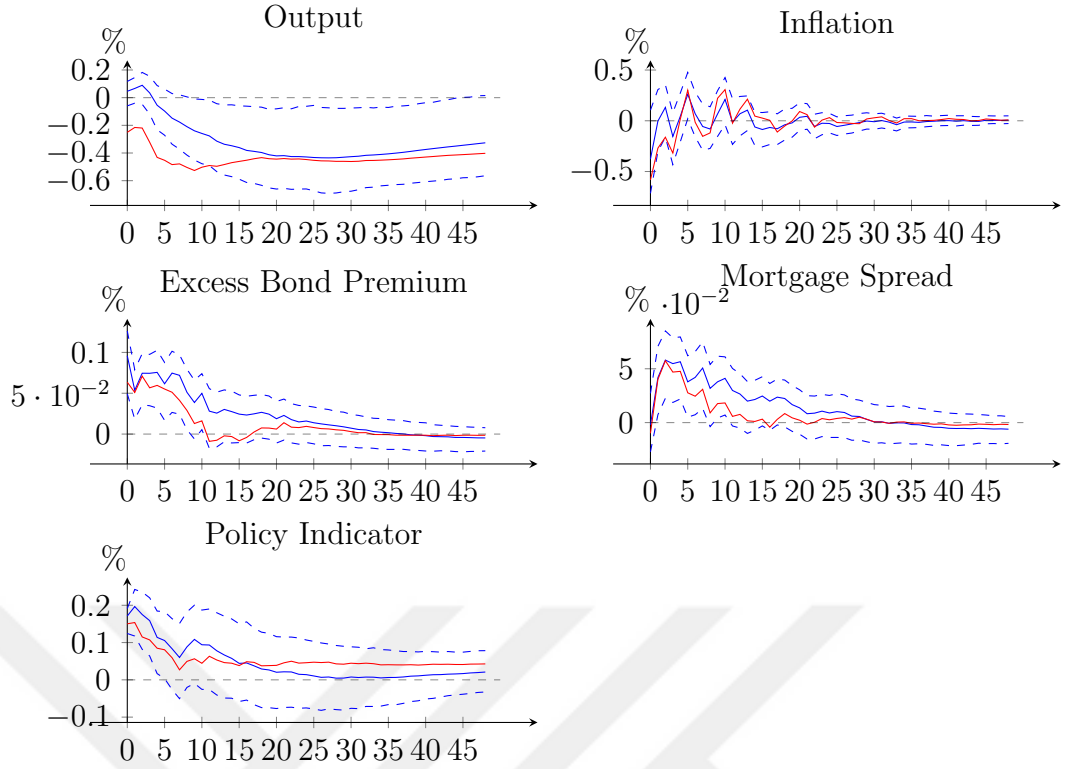 Output
%
0.2
0
−0.2
−0.4
−0.6
0 5 10 15 20 25 30 35 40 45
Inflation
%
0.5
0
−0.5
0 5 10 15 20 25 30 35 40 45
Excess Bond Premium
%
0.1
5 · 10−2
0
0 5 10 15 20 25 30 35 40 45
Mortgage Spread
% ·10−2
5
0
0 5 10 15 20 25 30 35 40 45
Policy Indicator
%
0.2
0.1
0
−0.1
0 5 10 15 20 25 30 35 40 45